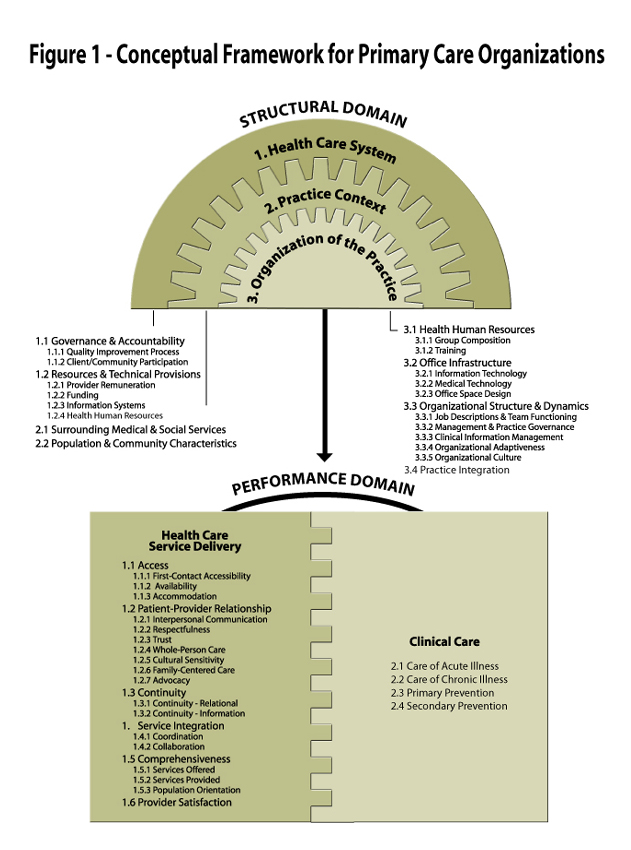 Figure 1 - Conceptual Framework for Primary Care Organizations
STRUCTURAL DOMAIN
1. Health Care System
2. Practice Context
3. Organization of the Practice
1.1 Governance & Accountability
1.1.1 Quality Improvement Process
1.1.2 Client/Community Participation
1.2 Resources & Technical Provisions
1.2.1 Provider Remuneration
1.2.2 Funding
1.2.3 Information Systems
1.2.4 Health Human Resources
2.1 Surrounding Medical & Social Services
2.2 Population & Community Characteristics
3.1 Health Human Resources
3.1.1 Group Composition
3.1.2 Training
3.2 Office Infrastructure
3.2.1 Information Technology
3.2.2 Medical Technology
3.2.3 Office Space Design
3.3 Organizational Structure & Dynamics
3.3.1 Job Descriptions & Team Functioning
3.3.2 Management & Practice Governance
3.3.3 Clinical Information Management
3.3.4 Organizational Adaptiveness
3.3.5 Organizational Culture
3.4 Practice Integration
PERFORMANCE DOMAIN
Health Care
Service Delivery
1.1 Access
1.1.1 First-Contact Accessibility
1.1.2 Availability
1.1.3 Accommodation
1.2 Patient-Provider Relationship
1.2.1 Interpersonal Communication
1.2.2 Respectfulness
1.2.3 Trust
1.2.4 Whole-Person Care
1.2.5 Cultural Sensitivity
1.2.6 Family-Centered Care
1.2.7 Advocacy
1.3 Continuity
1.3.1 Continuity - Relational
1.3.2 Continuity - Information
1. Service Integration
1.4.1 Coordination
1.4.2 Collaboration
1.5 Comprehensiveness
1.5.1 Services Offered
1.5.2 Services Provided
1.5.3 Population Orientation
1.6 Provider Satisfaction
Clinical Care
2.1 Care of Acute Illness
2.2 Care of Chronic Illness
2.3 Primary Prevention
2.4 Secondary Prevention